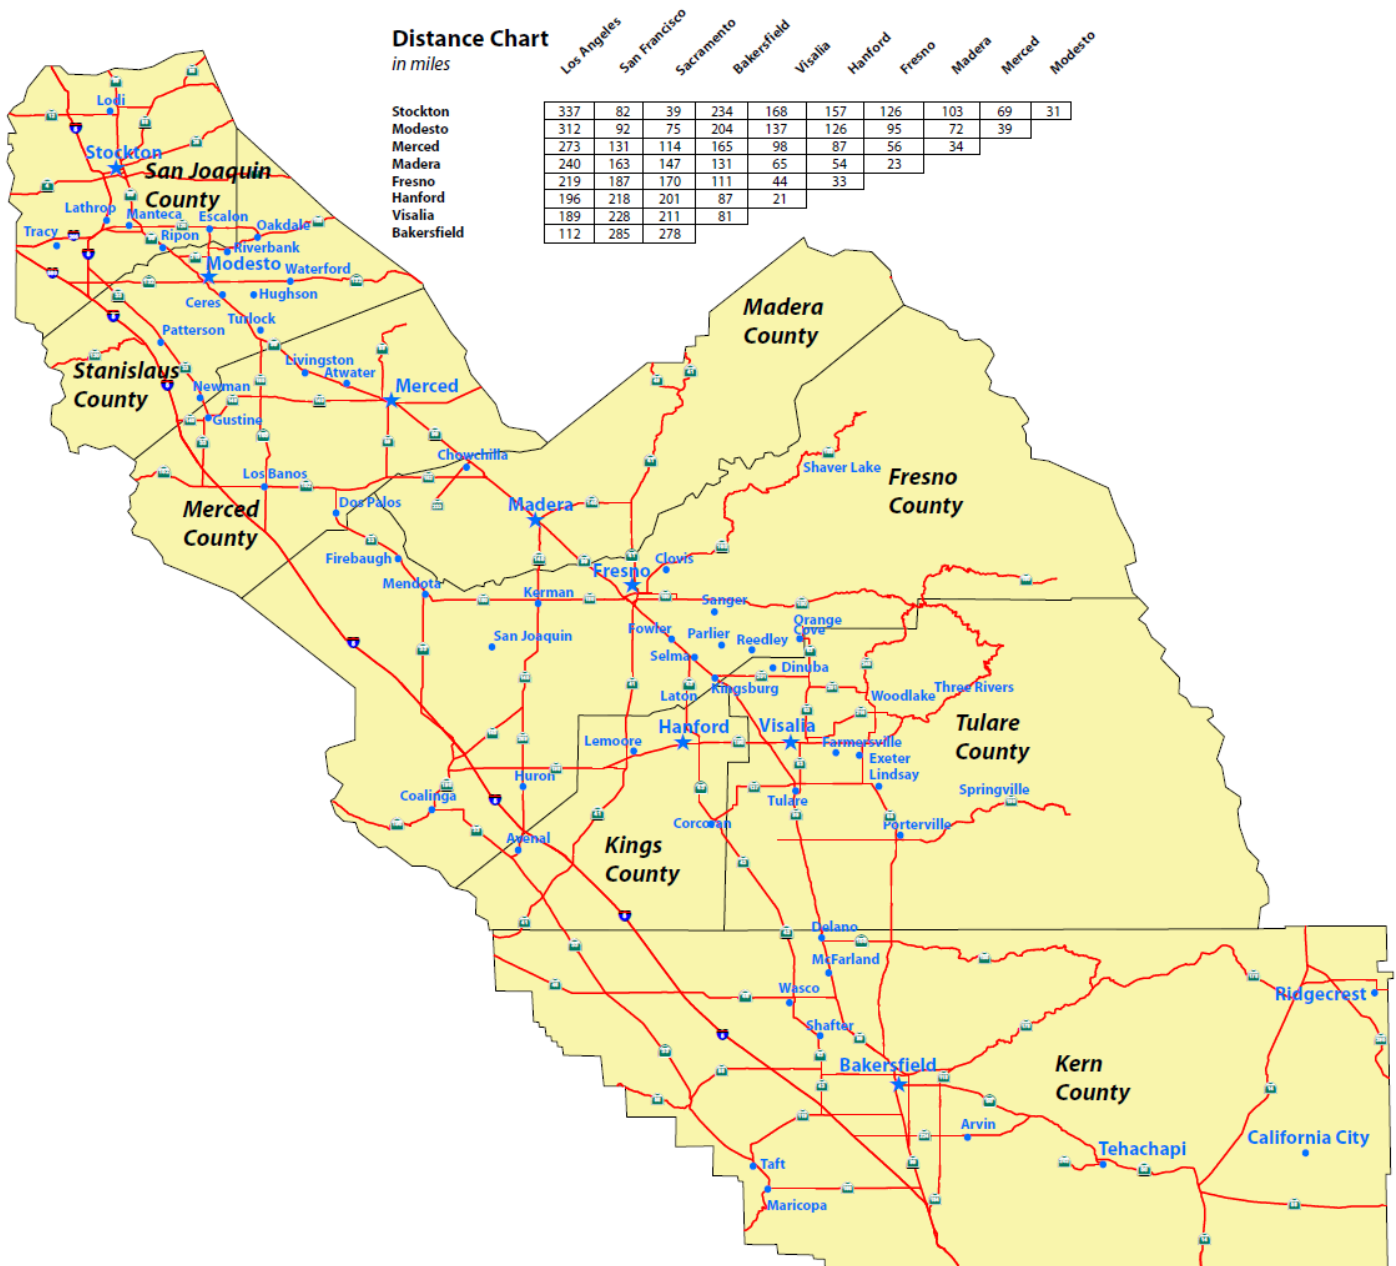 Distance Chart
in miles
Los Angeles
San Francisco
Sacramento
Bakersfield
Visalia
Hanford
Fresno
Madera
Merced
Modesto
Stockton 337 82 39 234 168 157 126 103 69 31
Modesto 312 92 75 204 137 126 95 72 39
Merced 273 131 114 165 98 87 56 34
Madera 240 163 147 131 65 54 23
Fresno 219 187 170 111 44 33
Hanford 196 218 201 87 21
Visalia 189 228 211 81
Bakersfield 112 285 278
Lodi
Stockton
San Joaquin
County
Lathrop
Manteca
Escalon
Oakdale
Tracy
Ripon
Riverbank
Modesto
Waterford
Ceres
Hughson
Turlock
Patterson
Stanislaus
County
Livingston
Atwater
Newman
Merced
Gustine
Madera
County
Chowchilla
Los Banos
Shaver Lake
Fresno
County
Merced
County
Dos Palos
Madera
Firebaugh
Clovis
Fresno
Mendota
Kerman
Sanger
San Joaquin
Fowler
Parlier
Reedley
Orange
Cove
Selma
Dinuba
Kingsburg
Laton
Woodlake
Three Rivers
Tulare
County
Hanford
Visalia
Lemoore
Farmersville
Exeter
Lindsay
Huron
Coalinga
Tulare
Springville
Corcoran
Porterville
Avenal
Kings
County
Delano
McFarland
Wasco
Ridgecrest
Shafter
Bakersfield
Kern
County
Arvin
California City
Tehachapi
Taft
Maricopa